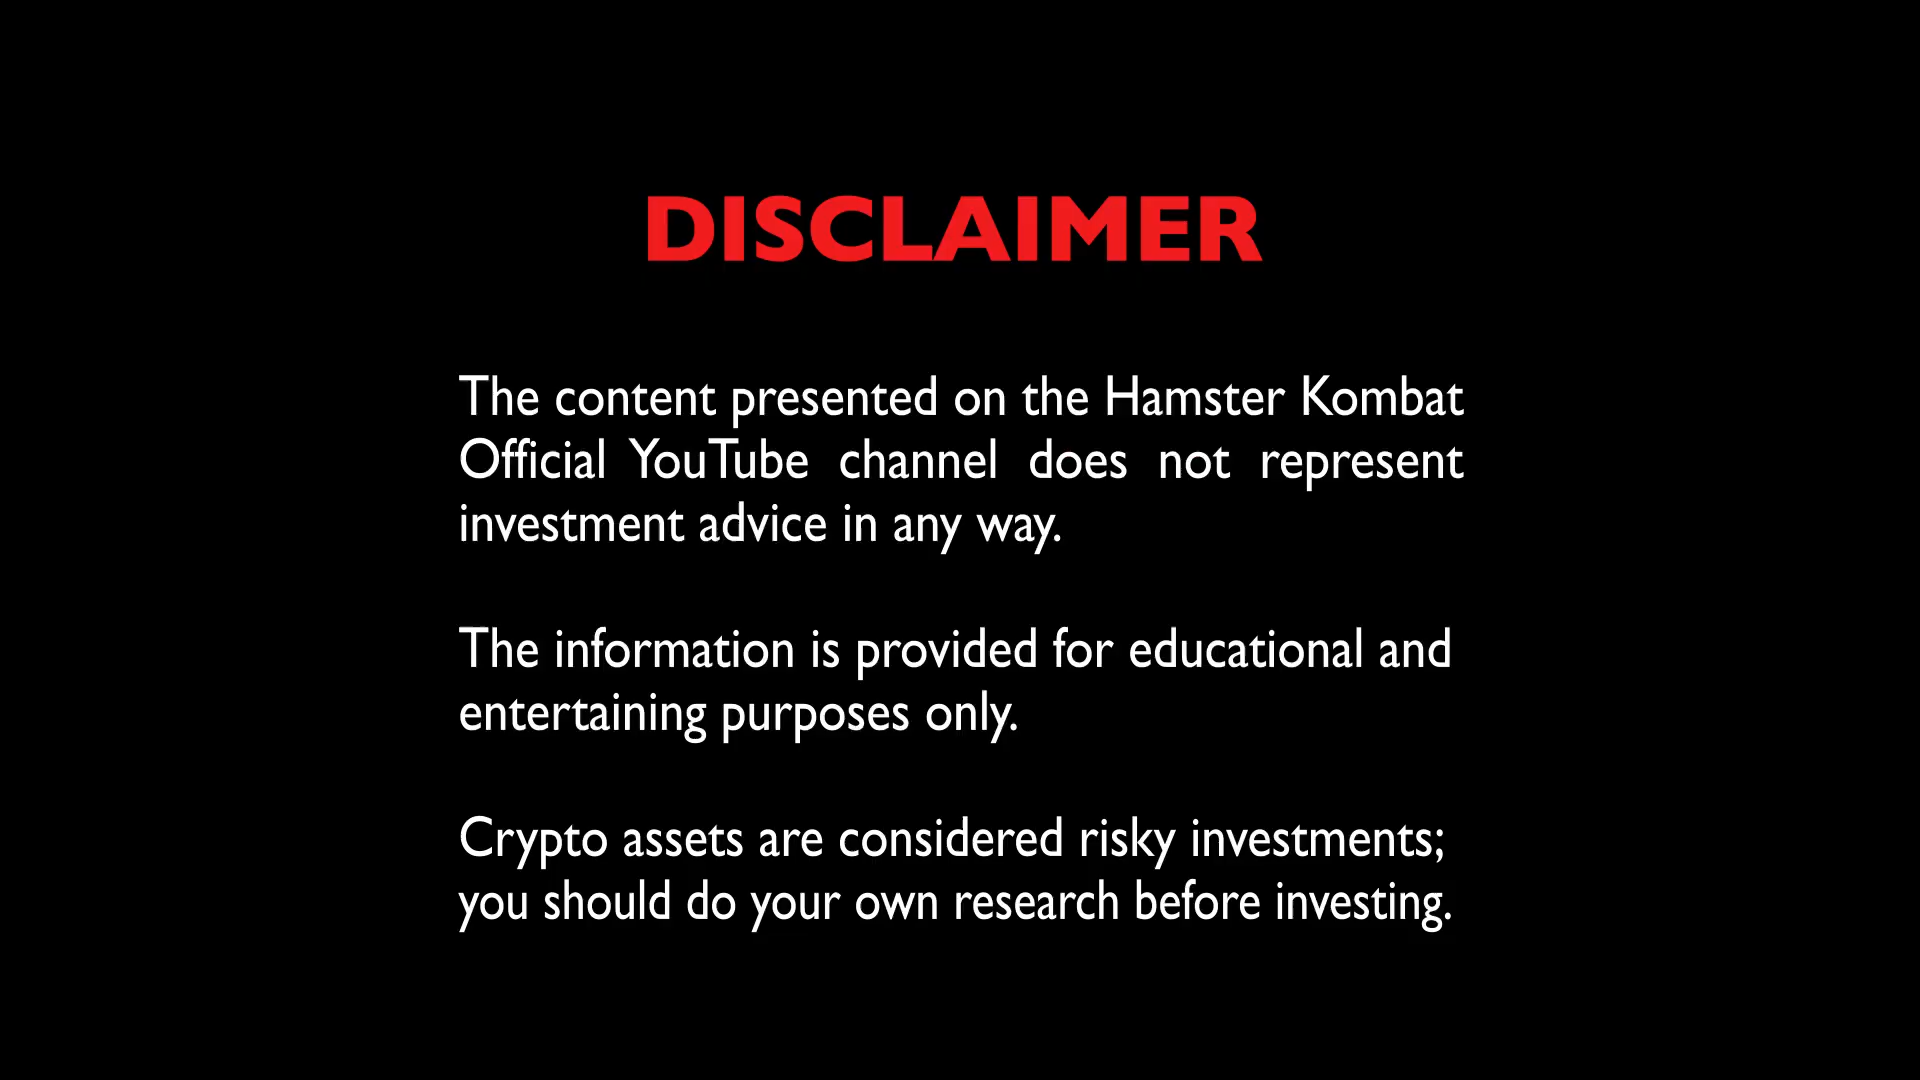 DISCLAIMER
The content presented on the Hamster Kombat
Official YouTube channel does not represent
investment advice in any way.
The information is provided for educational and
entertaining purposes only.
Crypto assets are considered risky investments;
you should do your own research before investing.